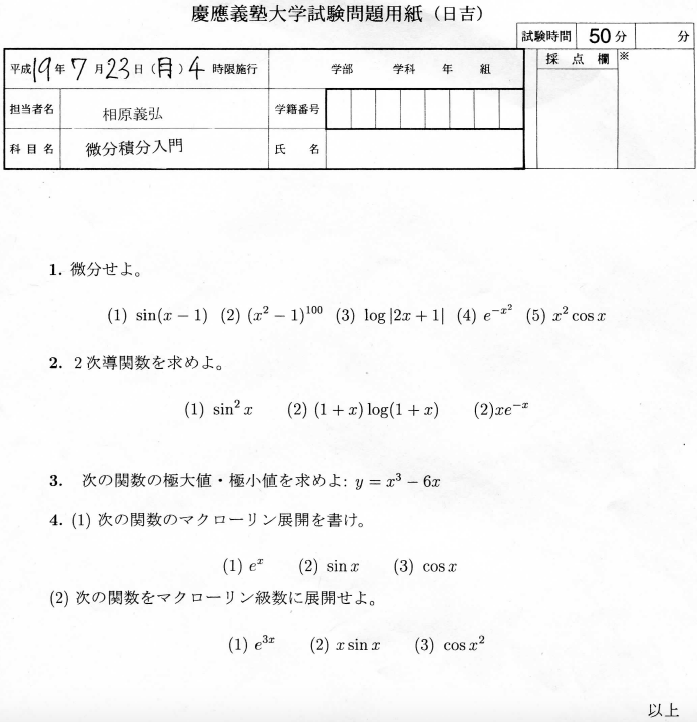 慶應義塾大学試験問題用紙（日吉）
試験時間 50分 分
平成19年7月23日（月）4時限施行 学部 学科 年 組 採点欄 ※
担当者名 相原義弘 学籍番号
科目名 微分積分入門 氏名
1. 微分せよ。
(1) sin(x − 1) (2) (x² − 1)¹⁰⁰ (3) log |2x + 1| (4) e^{−x²} (5) x² cos x
2. 2次導関数を求めよ。
(1) sin² x (2) (1 + x) log(1 + x) (2)xe^{−x}
3. 次の関数の極大値・極小値を求めよ: y = x³ − 6x
4. (1) 次の関数のマクローリン展開を書け。
(1) e^x (2) sin x (3) cos x
(2) 次の関数をマクローリン級数に展開せよ。
(1) e^{3x} (2) x sin x (3) cos x²
以上